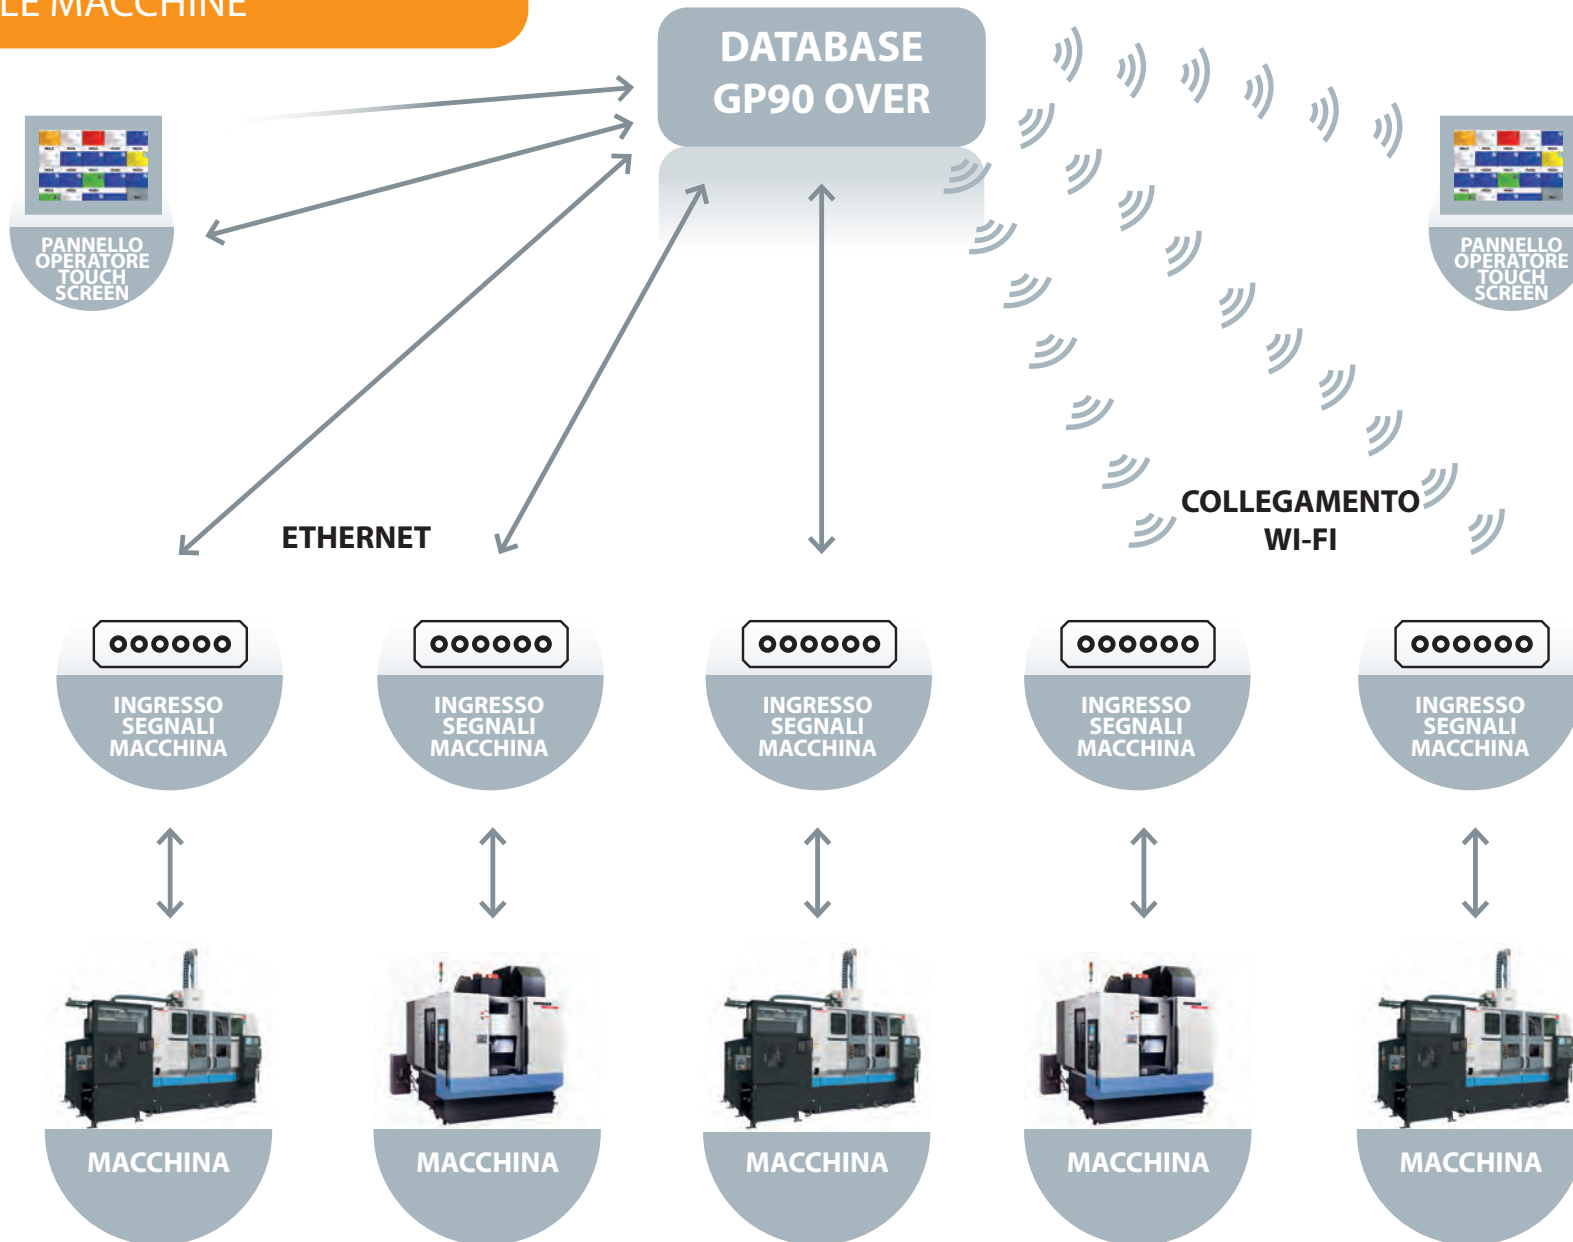 LE MACCHINE
DATABASE
GP90 OVER
PANNELLO
OPERATORE
TOUCH
SCREEN
PANNELLO
OPERATORE
TOUCH
SCREEN
ETHERNET
COLLEGAMENTO
WI-FI
INGRESSO
SEGNALI
MACCHINA
INGRESSO
SEGNALI
MACCHINA
INGRESSO
SEGNALI
MACCHINA
INGRESSO
SEGNALI
MACCHINA
INGRESSO
SEGNALI
MACCHINA
MACCHINA
MACCHINA
MACCHINA
MACCHINA
MACCHINA